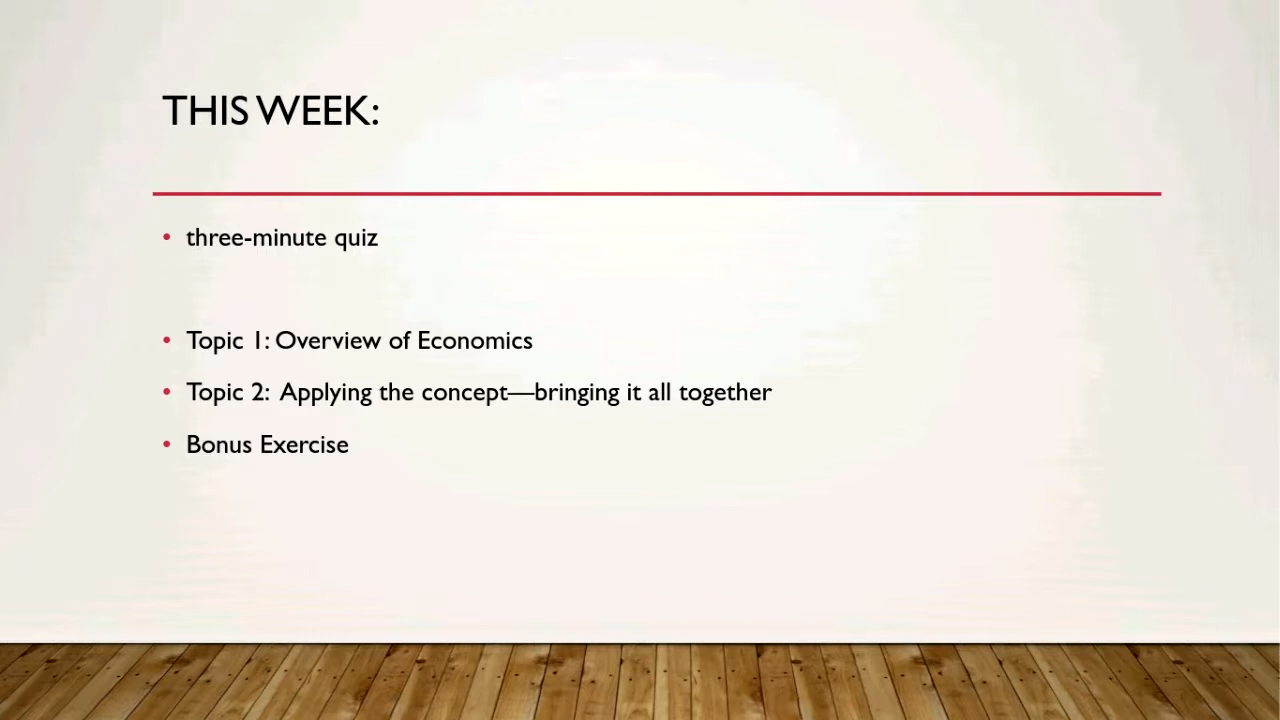 THIS WEEK:
• three-minute quiz
• Topic 1: Overview of Economics
• Topic 2:  Applying the concept—bringing it all together
• Bonus Exercise